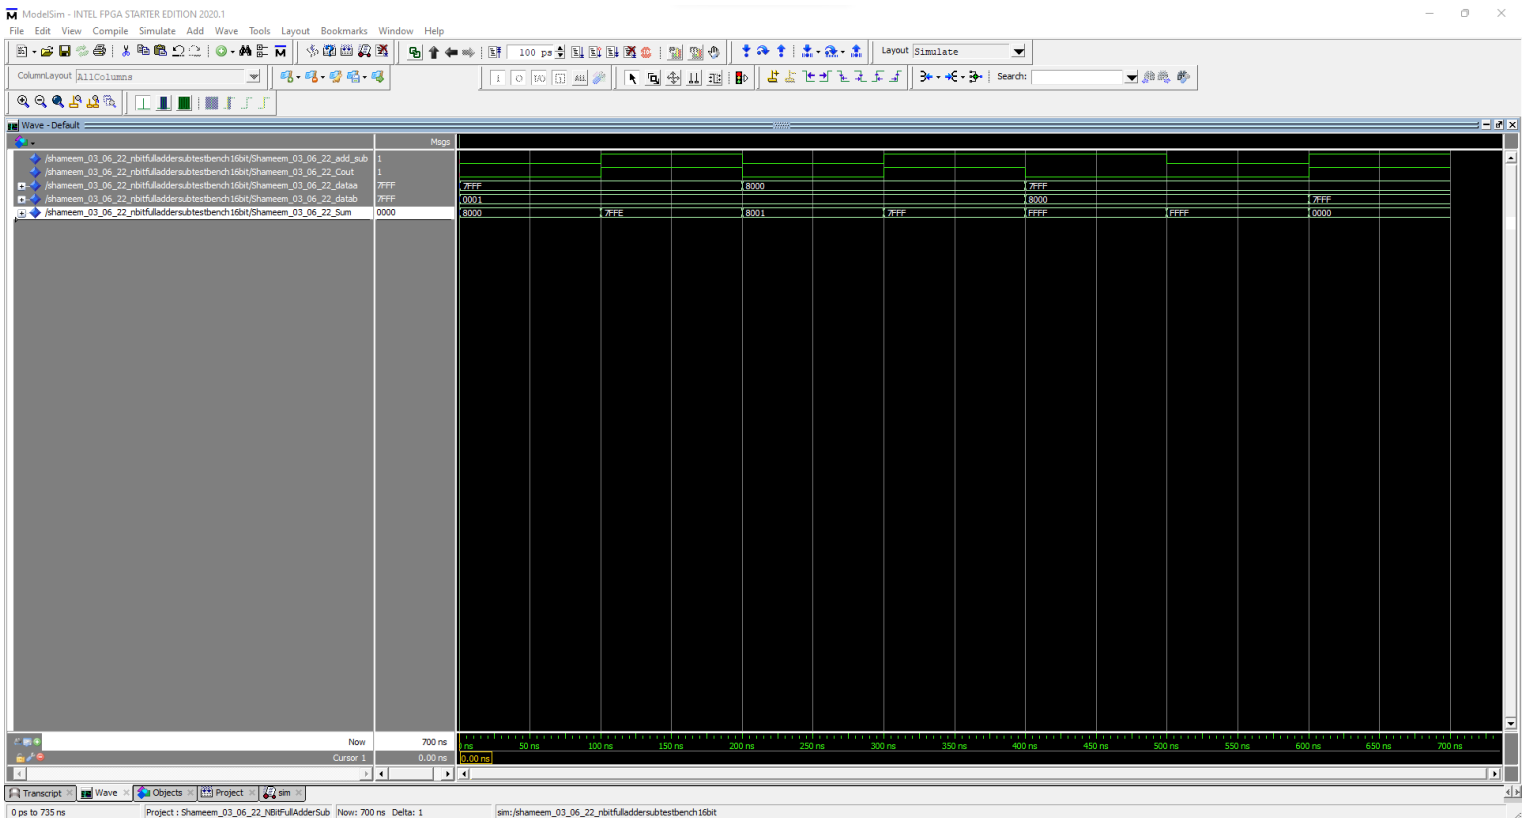 ModelSim - INTEL FPGA STARTER EDITION 2020.1
File Edit View Compile Simulate Add Wave Tools Layout Bookmarks Window Help
100 ps
Layout Simulate
ColumnLayout AllColumns
Search:
Wave - Default
Msgs
/shameem_03_06_22_nbitfulladdersubtestbench16bit/Shameem_03_06_22_add_sub 1
/shameem_03_06_22_nbitfulladdersubtestbench16bit/Shameem_03_06_22_Cout 1
/shameem_03_06_22_nbitfulladdersubtestbench16bit/Shameem_03_06_22_dataa 7FFF 7FFF 8000 7FFF
/shameem_03_06_22_nbitfulladdersubtestbench16bit/Shameem_03_06_22_datab 7FFF 0001 8000 7FFF
/shameem_03_06_22_nbitfulladdersubtestbench16bit/Shameem_03_06_22_Sum 0000 8000 7FFE 8001 7FFF FFFF FFFF 0000
Now 700 ns ns 50 ns 100 ns 150 ns 200 ns 250 ns 300 ns 350 ns 400 ns 450 ns 500 ns 550 ns 600 ns 650 ns 700 ns
Cursor 1 0.00 ns 0.00 ns
Transcript Wave Objects Project sim
0 ps to 735 ns Project : Shameem_03_06_22_NBitFullAdderSub Now: 700 ns Delta: 1 sim:/shameem_03_06_22_nbitfulladdersubtestbench16bit